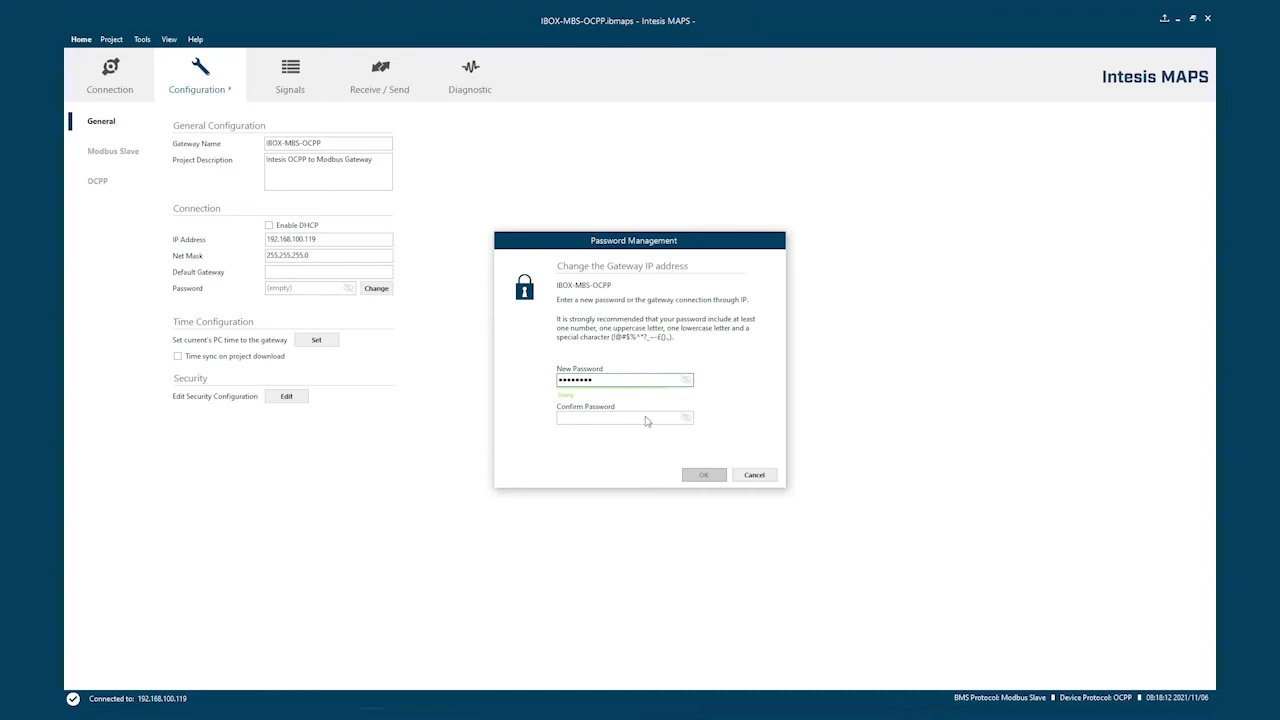 IBOX-MBS-OCPP.ibmaps - Intesis MAPS -
Home Project Tools View Help
Connection Configuration * Signals Receive / Send Diagnostic
Intesis MAPS
General
Modbus Slave
OCPP
General Configuration
Gateway Name IBOX-MBS-OCPP
Project Description Intesis OCPP to Modbus Gateway
Connection
Enable DHCP
IP Address 192.168.100.119
Net Mask 255.255.255.0
Default Gateway
Password (empty) Change
Time Configuration
Set current's PC time to the gateway Set
Time sync on project download
Security
Edit Security Configuration Edit
Password Management
Change the Gateway IP address
IBOX-MBS-OCPP
Enter a new password or the gateway connection through IP.
It is strongly recommended that your password include at least
one number, one uppercase letter, one lowercase letter and a
special character (!@#$%^*?_~-£().,).
New Password
••••••••
Strong
Confirm Password
OK Cancel
Connected to: 192.168.100.119
BMS Protocol: Modbus Slave Device Protocol: OCPP 08:18:12 2021/11/06